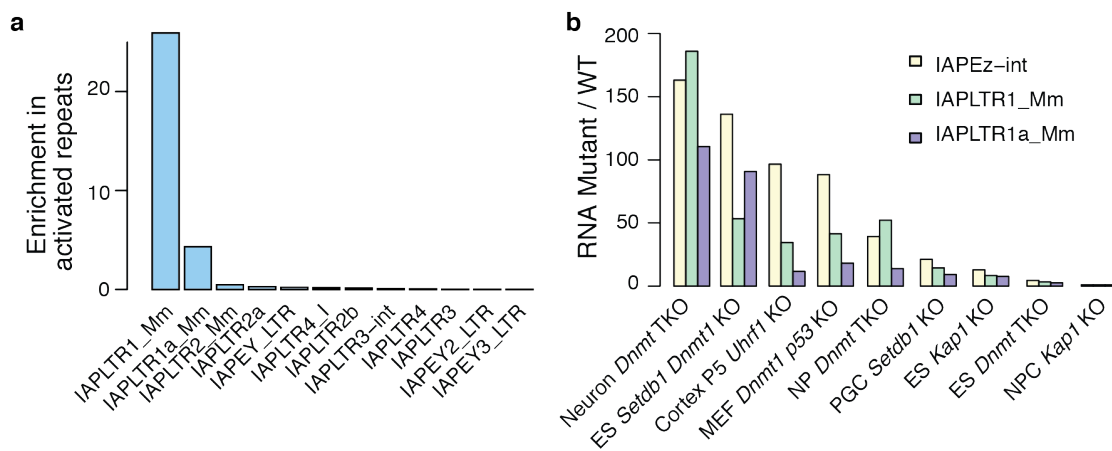 a
Enrichment in
activated repeats
20
10
0
IAPLTR1_Mm
IAPLTR1a_Mm
IAPLTR2_Mm
IAPLTR2a
IAPEY_LTR
IAPLTR4_I
IAPLTR2b
IAPLTR3−int
IAPLTR4
IAPLTR3
IAPEY2_LTR
IAPEY3_LTR
b
RNA Mutant / WT
200
150
100
50
0
IAPEz−int
IAPLTR1_Mm
IAPLTR1a_Mm
Neuron Dnmt TKO
ES Setdb1 Dnmt1 KO
Cortex P5 Uhrf1 KO
MEF Dnmt1 p53 KO
NP Dnmt TKO
PGC Setdb1 KO
ES Kap1 KO
ES Dnmt TKO
NPC Kap1 KO